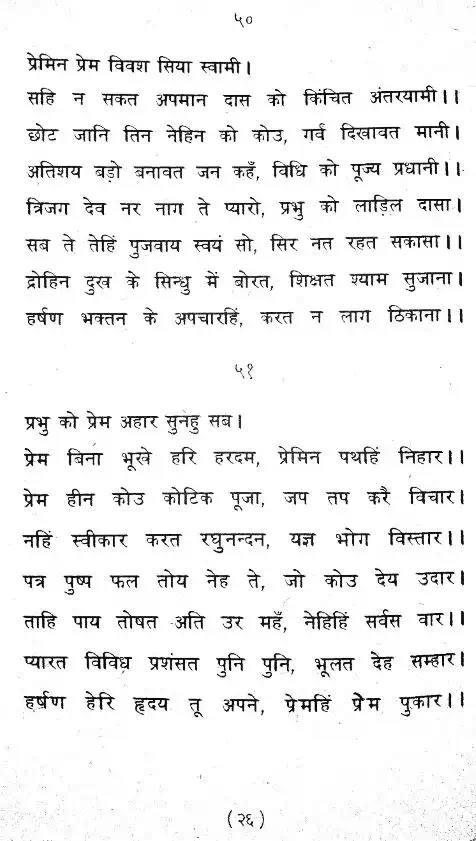 ५०
प्रेमिन प्रेम विवश सिया स्वामी।
सहि न सकत अपमान दास को किंचित अंतरयामी।।
छोट जानि तिन नेहिन को कोउ, गर्व दिखावत मानी।
अतिशय बड़ो बनावत जन कहँ, विधि को पूज्य प्रधानी।।
त्रिजग देव नर नाग ते प्यारो, प्रभु को लाड़िल दासा।
सब ते तेहिं पुजवाय स्वयं सो, सिर नत रहत सकासा।।
द्रोहिन दुख के सिन्धु में बोरत, शिक्षत श्याम सुजाना।
हर्षण भक्तन के अपचारहिं, करत न लाग ठिकाना।।
५१
प्रभु को प्रेम अहार सुनहु सब।
प्रेम बिना भूखे हरि हरदम, प्रेमिन पथहिं निहार।।
प्रेम हीन कोउ कोटिक पूजा, जप तप करै विचार।
नहिं स्वीकार करत रघुनन्दन, यज्ञ भोग विस्तार।।
पत्र पुष्प फल तोय नेह ते, जो कोउ देय उदार।
ताहि पाय तोषत अति उर महँ, नेहिहिं सर्वस वार।।
प्यारत विविध प्रशंसत पुनि पुनि, भूलत देह सम्हार।
हर्षण हेरि हृदय तू अपने, प्रेमहिं प्रेम पुकार।।
(२६)